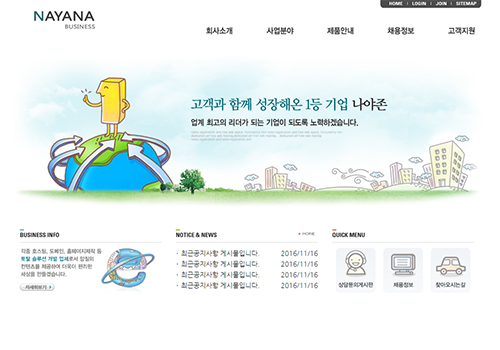 HOME | LOGIN | JOIN | SITEMAP
NAYANA
BUSINESS
회사소개 사업분야 제품안내 채용정보 고객지원
고객과 함께 성장해온 1등 기업 나야존
업계 최고의 리더가 되는 기업이 되도록 노력하겠습니다.
BUSINESS INFO
각종 호스팅, 도메인, 홈페이지제작 등
토탈 솔루션 가발 업체로서 양질의
컨텐츠를 제공하여 더욱더 편리한
세상을 만들겠습니다.
자세히보기
NOTICE & NEWS
+ MORE
• 최근공지사항 게시물입니다. 2016/11/16
• 최근공지사항 게시물입니다. 2016/11/16
• 최근공지사항 게시물입니다. 2016/11/16
• 최근공지사항 게시물입니다. 2016/11/16
QUICK MENU
상담문의게시판 채용정보 찾아오시는길